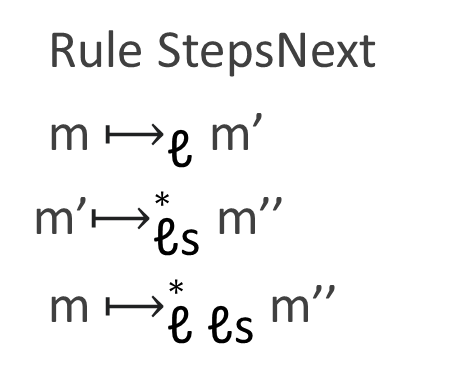 Rule StepsNext
m ⟼ℓ m′
m′⟼*ℓs m′′
m ⟼*ℓ ℓs m′′